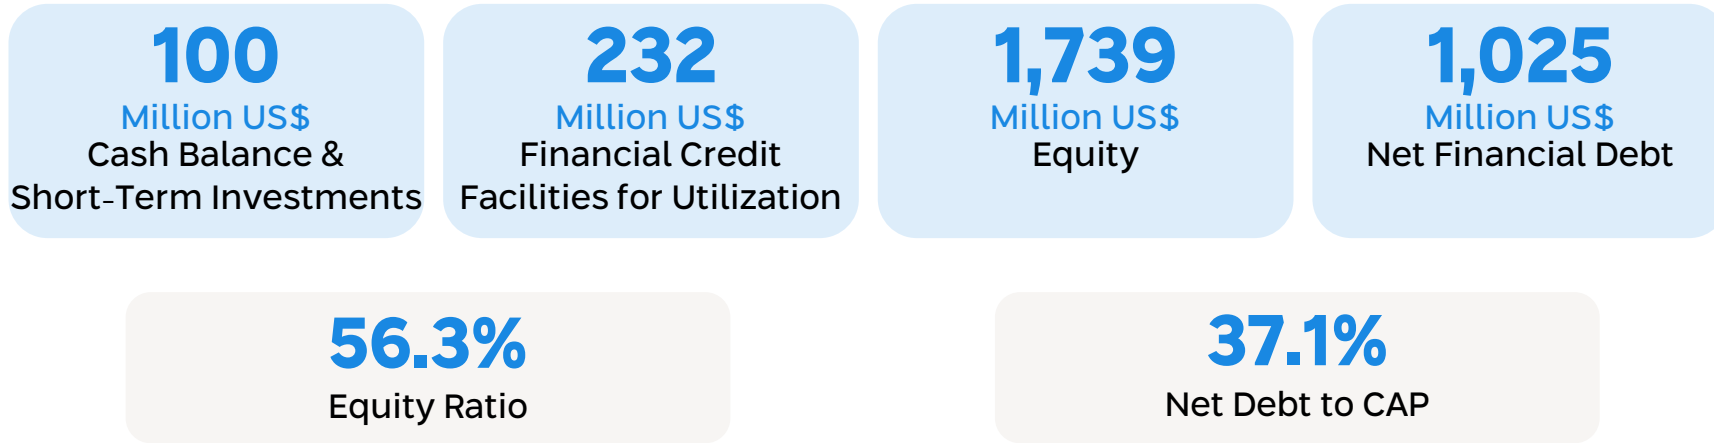 100
Million US$
Cash Balance &
Short-Term Investments
232
Million US$
Financial Credit
Facilities for Utilization
1,739
Million US$
Equity
1,025
Million US$
Net Financial Debt
56.3%
Equity Ratio
37.1%
Net Debt to CAP